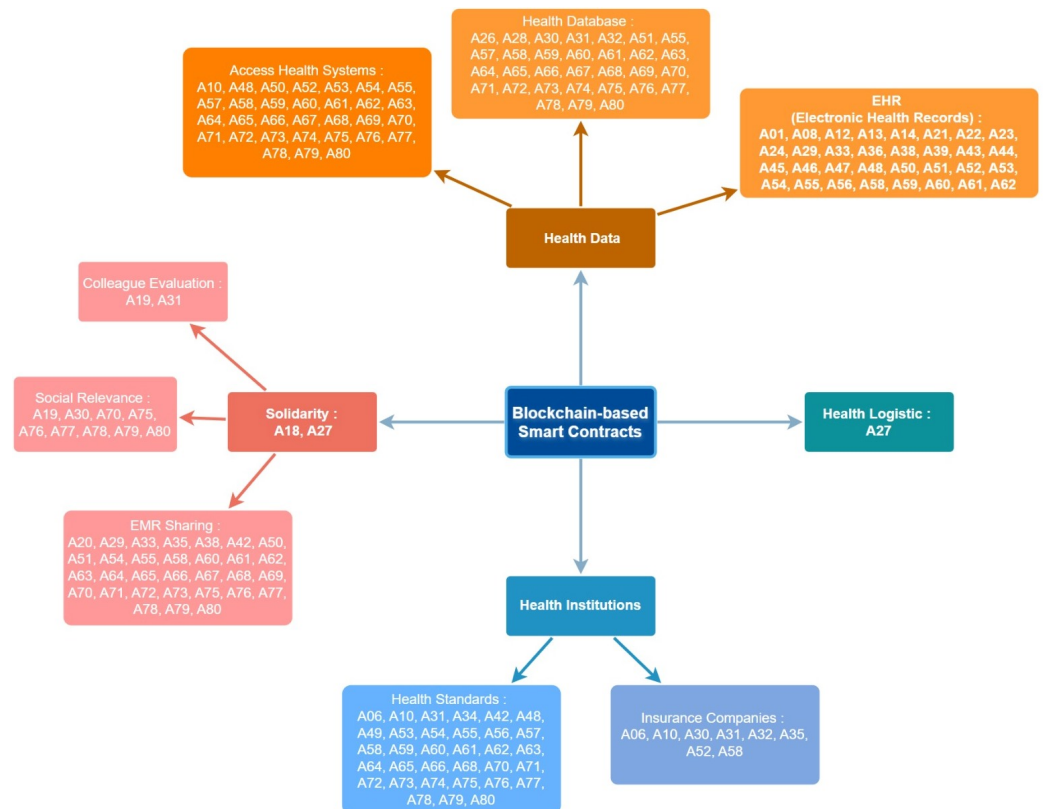 Health Database :
A26, A28, A30, A31, A32, A51, A55,
A57, A58, A59, A60, A61, A62, A63,
A64, A65, A66, A67, A68, A69, A70,
A71, A72, A73, A74, A75, A76, A77,
A78, A79, A80
Access Health Systems :
A10, A48, A50, A52, A53, A54, A55,
A57, A58, A59, A60, A61, A62, A63,
A64, A65, A66, A67, A68, A69, A70,
A71, A72, A73, A74, A75, A76, A77,
A78, A79, A80
EHR
(Electronic Health Records) :
A01, A08, A12, A13, A14, A21, A22, A23,
A24, A29, A33, A36, A38, A39, A43, A44,
A45, A46, A47, A48, A50, A51, A52, A53,
A54, A55, A56, A58, A59, A60, A61, A62
Health Data
Colleague Evaluation :
A19, A31
Social Relevance :
A19, A30, A70, A75,
A76, A77, A78, A79, A80
Solidarity :
A18, A27
Blockchain-based
Smart Contracts
Health Logistic :
A27
EMR Sharing :
A20, A29, A33, A35, A38, A42, A50,
A51, A54, A55, A58, A60, A61, A62,
A63, A64, A65, A66, A67, A68, A69,
A70, A71, A72, A73, A75, A76, A77,
A78, A79, A80
Health Institutions
Health Standards :
A06, A10, A31, A34, A42, A48,
A49, A53, A54, A55, A56, A57,
A58, A59, A60, A61, A62, A63,
A64, A65, A66, A68, A70, A71,
A72, A73, A74, A75, A76, A77,
A78, A79, A80
Insurance Companies :
A06, A10, A30, A31, A32, A35,
A52, A58